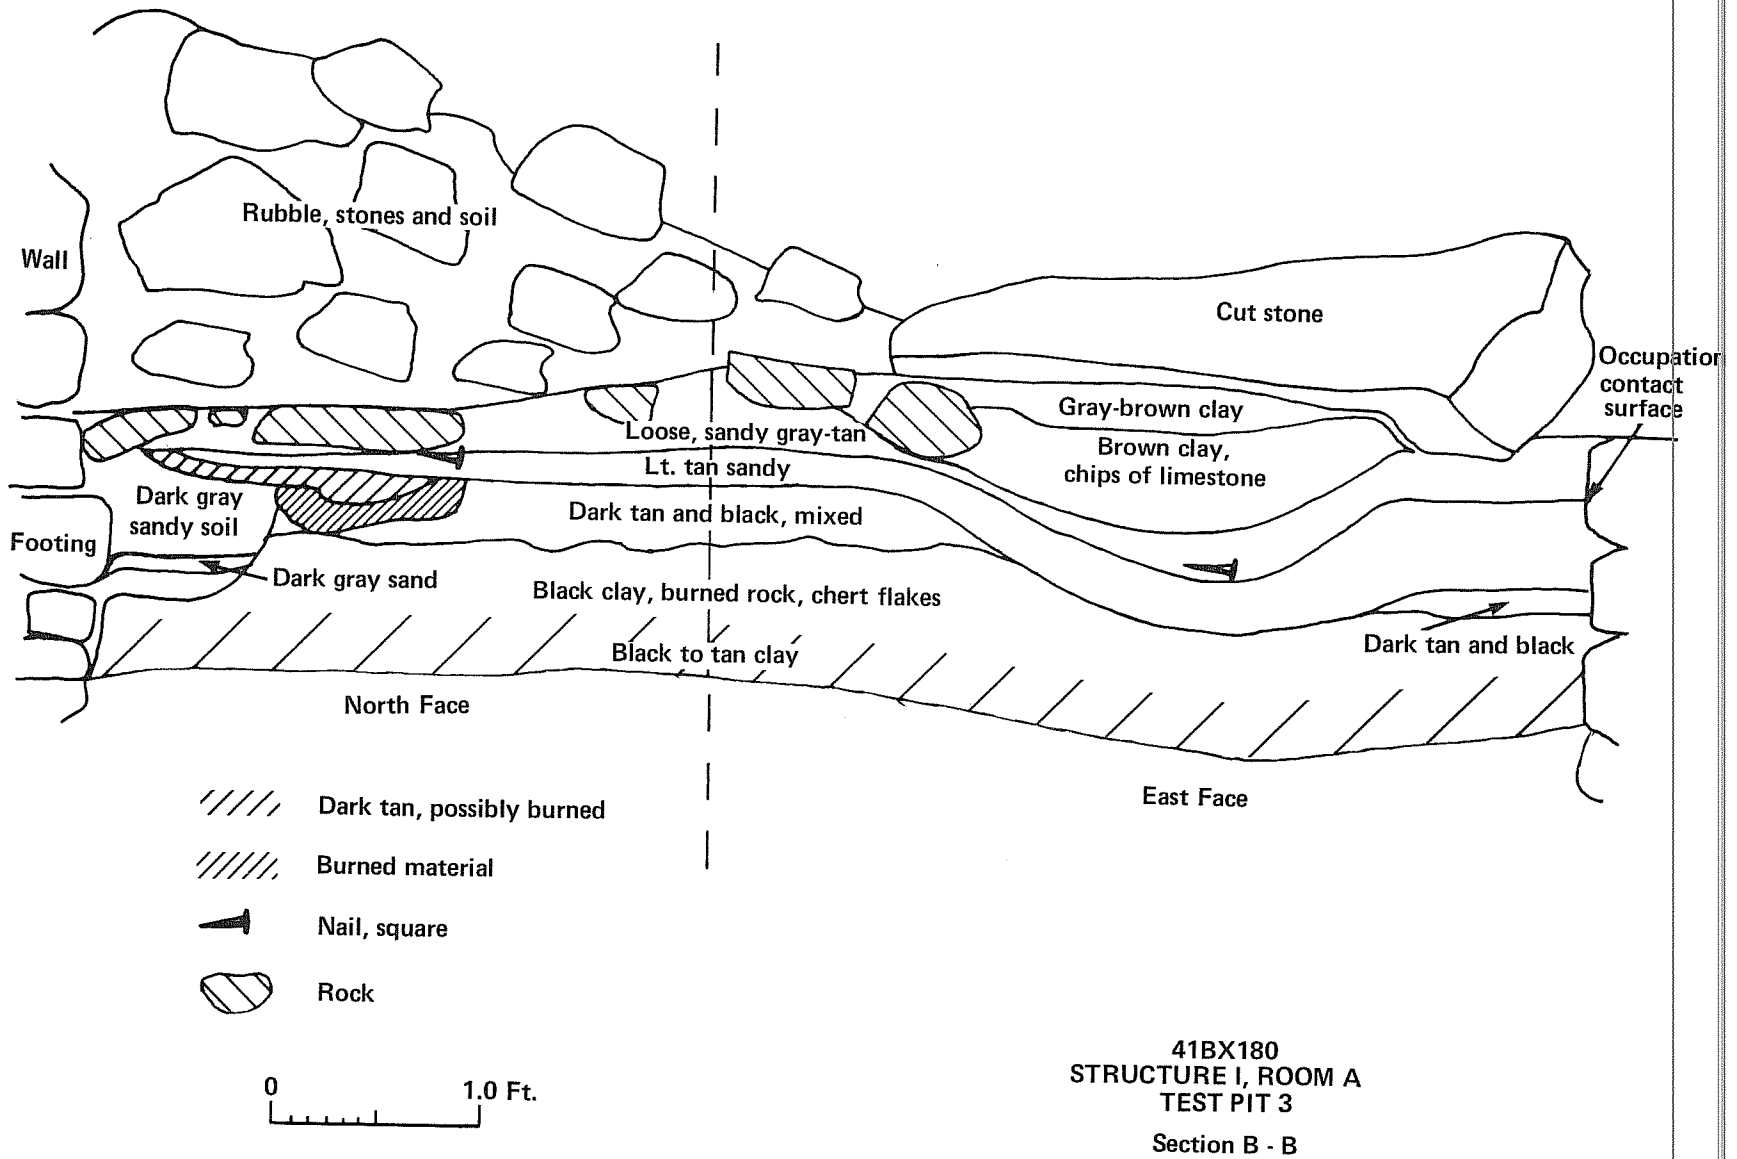 Rubble, stones and soil
Wall
Cut stone
Occupation
contact
surface
Gray-brown clay
Loose, sandy gray-tan
Brown clay,
chips of limestone
Lt. tan sandy
Dark gray
sandy soil
Dark tan and black, mixed
Footing
Dark gray sand
Black clay, burned rock, chert flakes
Dark tan and black
Black to tan clay
North Face
East Face
Dark tan, possibly burned
Burned material
Nail, square
Rock
0 1.0 Ft.
41BX180
STRUCTURE I, ROOM A
TEST PIT 3
Section B - B